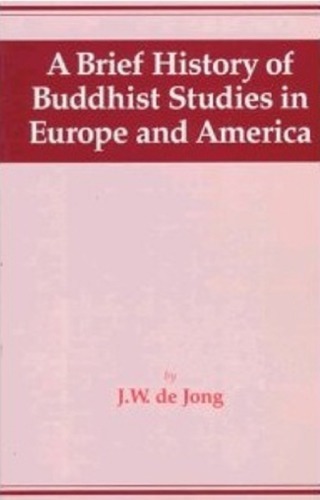 A Brief History of
Buddhist Studies in
Europe and America
by
J.W. de Jong